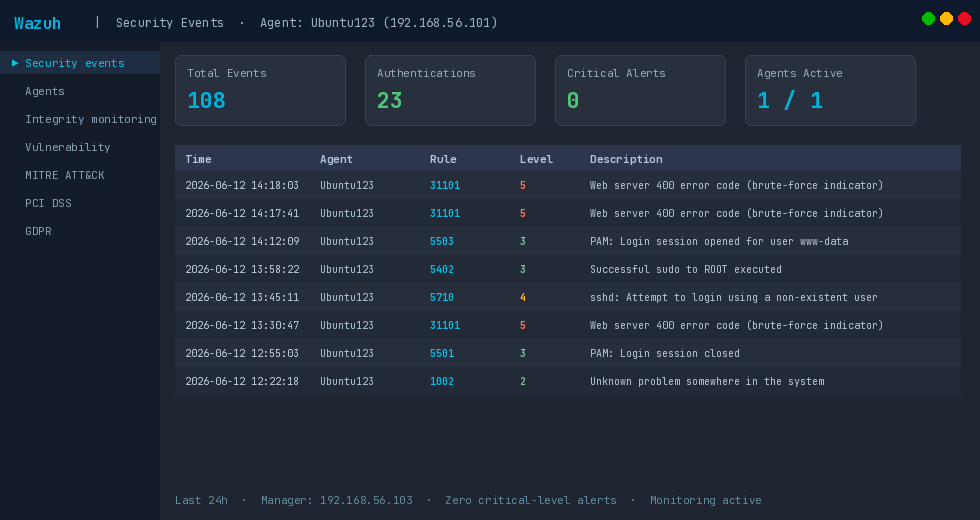 Wazuh | Security Events · Agent: Ubuntu123 (192.168.56.101)
▶ Security events
Agents
Integrity monitoring
Vulnerability
MITRE ATT&CK
PCI DSS
GDPR
Total Events Authentications Critical Alerts Agents Active
108 23 0 1 / 1
Time Agent Rule Level Description
2026-06-12 14:18:03 Ubuntu123 31101 5 Web server 400 error code (brute-force indicator)
2026-06-12 14:17:41 Ubuntu123 31101 5 Web server 400 error code (brute-force indicator)
2026-06-12 14:12:09 Ubuntu123 5503 3 PAM: Login session opened for user www-data
2026-06-12 13:58:22 Ubuntu123 5402 3 Successful sudo to ROOT executed
2026-06-12 13:45:11 Ubuntu123 5710 4 sshd: Attempt to login using a non-existent user
2026-06-12 13:30:47 Ubuntu123 31101 5 Web server 400 error code (brute-force indicator)
2026-06-12 12:55:03 Ubuntu123 5501 3 PAM: Login session closed
2026-06-12 12:22:18 Ubuntu123 1002 2 Unknown problem somewhere in the system
Last 24h · Manager: 192.168.56.103 · Zero critical-level alerts · Monitoring active